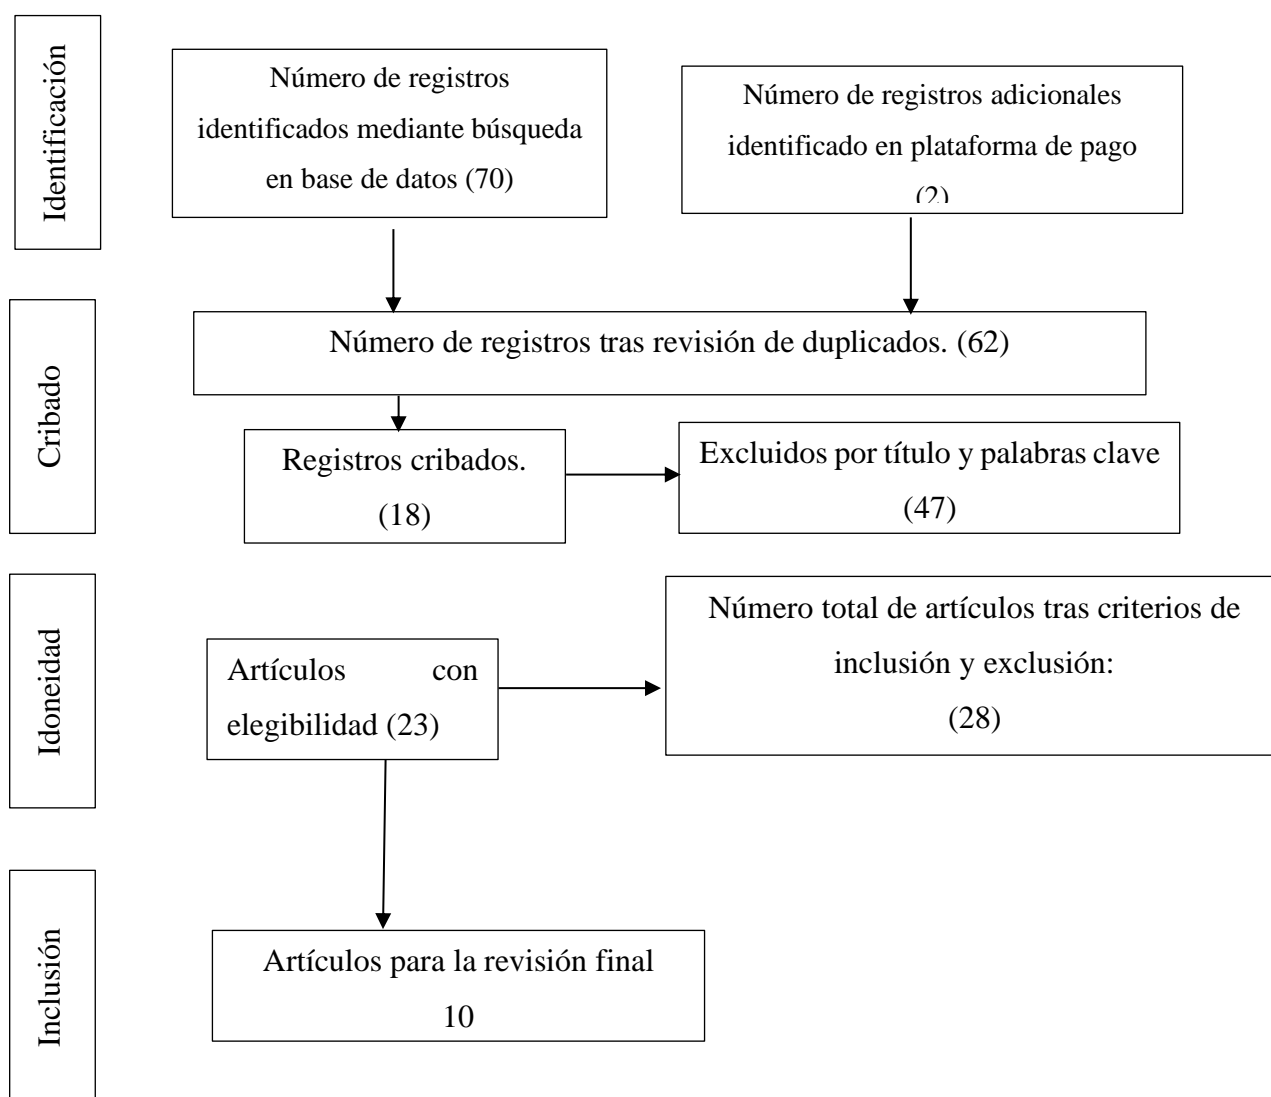 Identificación
Número de registros
identificados mediante búsqueda
en base de datos (70)
Número de registros adicionales
identificado en plataforma de pago
(2)
Cribado
Número de registros tras revisión de duplicados. (62)
Registros cribados.
(18)
Excluidos por título y palabras clave
(47)
Idoneidad
Artículos con
elegibilidad (23)
Número total de artículos tras criterios de
inclusión y exclusión:
(28)
Inclusión
Artículos para la revisión final
10